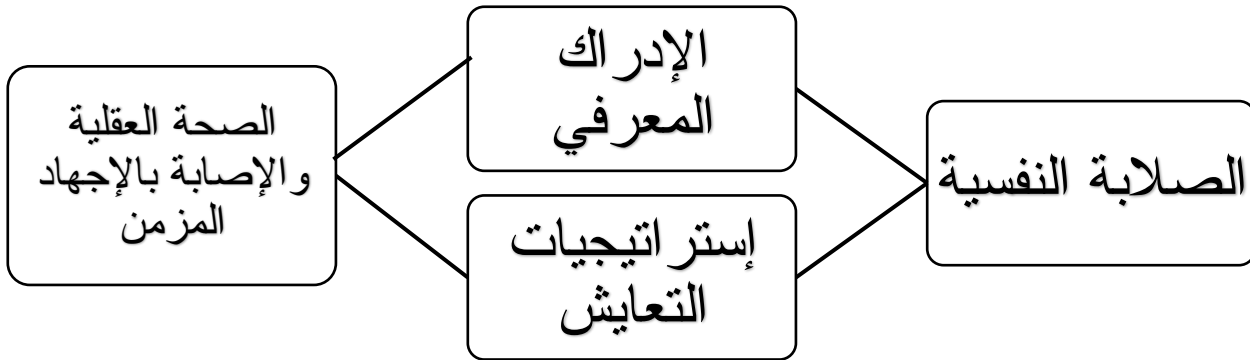 الصلابة النفسية
الإدراك
المعرفي
إستراتيجيات
التعايش
الصحة العقلية
والإصابة بالإجهاد
المزمن